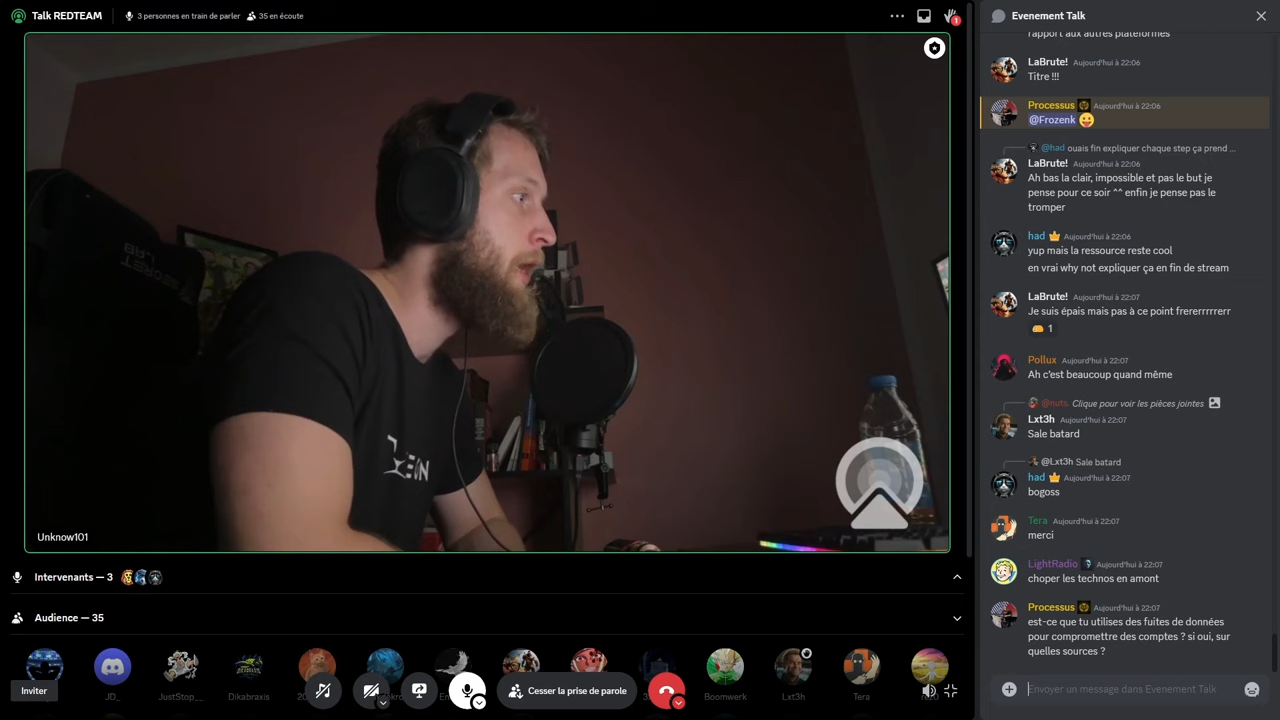 Talk REDTEAM
3 personnes en train de parler
35 en écoute
1
Evenement Talk
rapport aux autres plateformes
LaBrute! Aujourd'hui à 22:06
Titre !!!
Processus Aujourd'hui à 22:06
@Frozenk
@had ouais fin expliquer chaque step ça prend ...
LaBrute! Aujourd'hui à 22:06
Ah bas la clair, impossible et pas le but je
pense pour ce soir ^^ enfin je pense pas le
tromper
had Aujourd'hui à 22:06
yup mais la ressource reste cool
en vrai why not expliquer ça en fin de stream
LaBrute! Aujourd'hui à 22:07
Je suis épais mais pas à ce point frererrrrrerr
1
Pollux Aujourd'hui à 22:07
Ah c'est beaucoup quand même
@nuts. Clique pour voir les pièces jointes
Lxt3h Aujourd'hui à 22:07
Sale batard
@Lxt3h Sale batard
had Aujourd'hui à 22:07
bogoss
Tera Aujourd'hui à 22:07
merci
LightRadio Aujourd'hui à 22:07
choper les technos en amont
Processus Aujourd'hui à 22:07
est-ce que tu utilises des fuites de données
pour compromettre des comptes ? si oui, sur
quelles sources ?
Envoyer un message dans Evenement Talk
SECRET
LAB
Unknow101
Intervenants — 3
Audience — 35
Inviter
JD_
JustStop_
Dikabraxis
Cesser la prise de parole
Boomwerk
Lxt3h
Tera